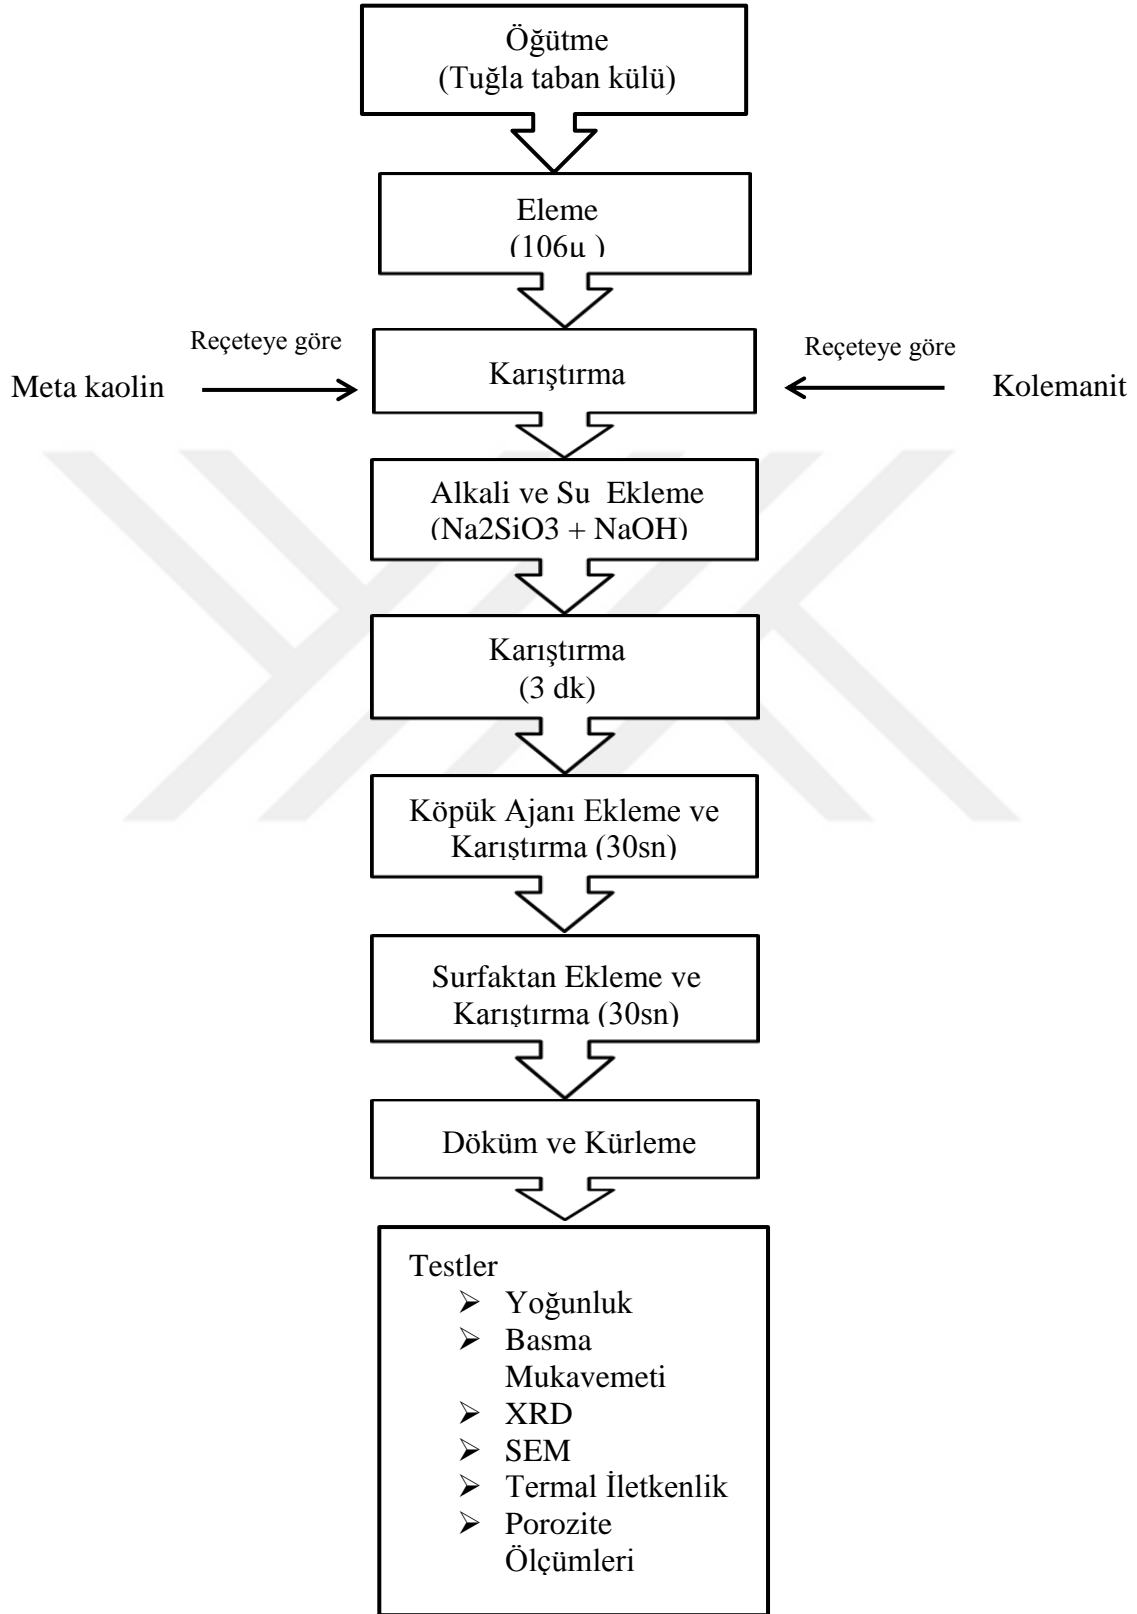 Öğütme
(Tuğla taban külü)
Eleme
(106µ )
Reçeteye göre
Reçeteye göre
Meta kaolin
Karıştırma
Kolemanit
Alkali ve Su Ekleme
(Na2SiO3 + NaOH)
Karıştırma
(3 dk)
Köpük Ajanı Ekleme ve
Karıştırma (30sn)
Surfaktan Ekleme ve
Karıştırma (30sn)
Döküm ve Kürleme
Testler
➢ Yoğunluk
➢ Basma
Mukavemeti
➢ XRD
➢ SEM
➢ Termal İletkenlik
➢ Porozite
Ölçümleri